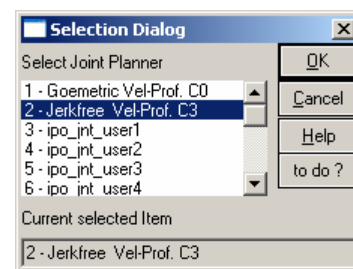 Selection Dialog
Select Joint Planner
1 - Goemetric Vel-Prof. C0
2 - Jerkfree Vel-Prof. C3
3 - ipo_jnt_user1
4 - ipo_jnt_user2
5 - ipo_jnt_user3
6 - ipo_jnt_user4
OK
Cancel
Help
to do ?
Current selected Item
2 - Jerkfree Vel-Prof. C3